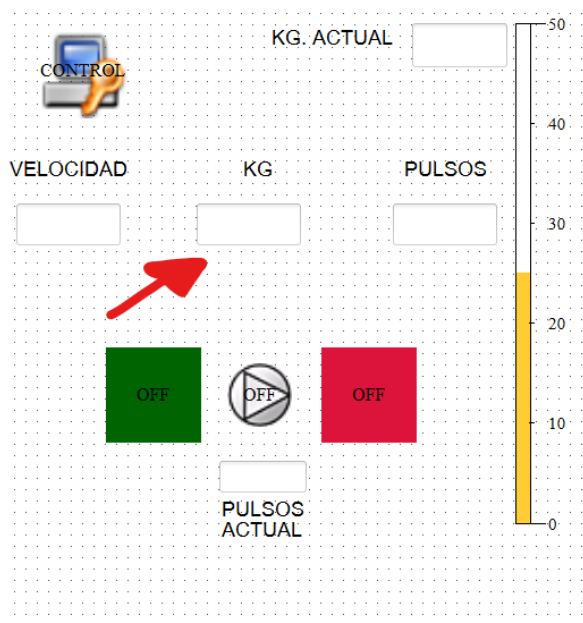 KG. ACTUAL
50
CONTROL
40
VELOCIDAD
KG
PULSOS
30
20
OFF
OFF
OFF
10
PULSOS
ACTUAL
0